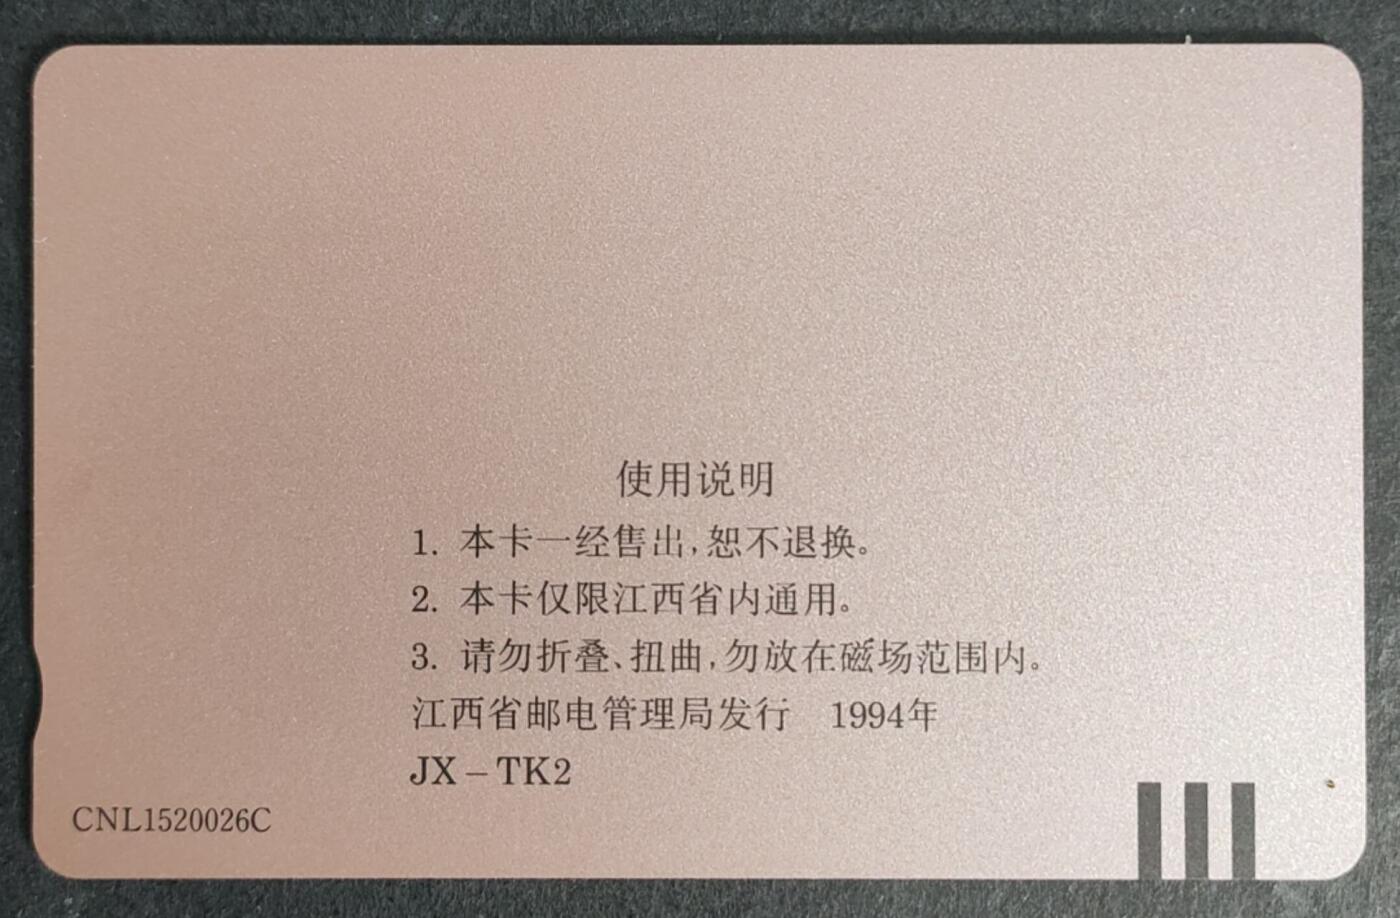 使用说明
1. 本卡一经售出,恕不退换。
2. 本卡仅限江西省内通用。
3. 请勿折叠、扭曲,勿放在磁场范围内。
江西省邮电管理局发行 1994年
JX-TK2
CNL1520026C